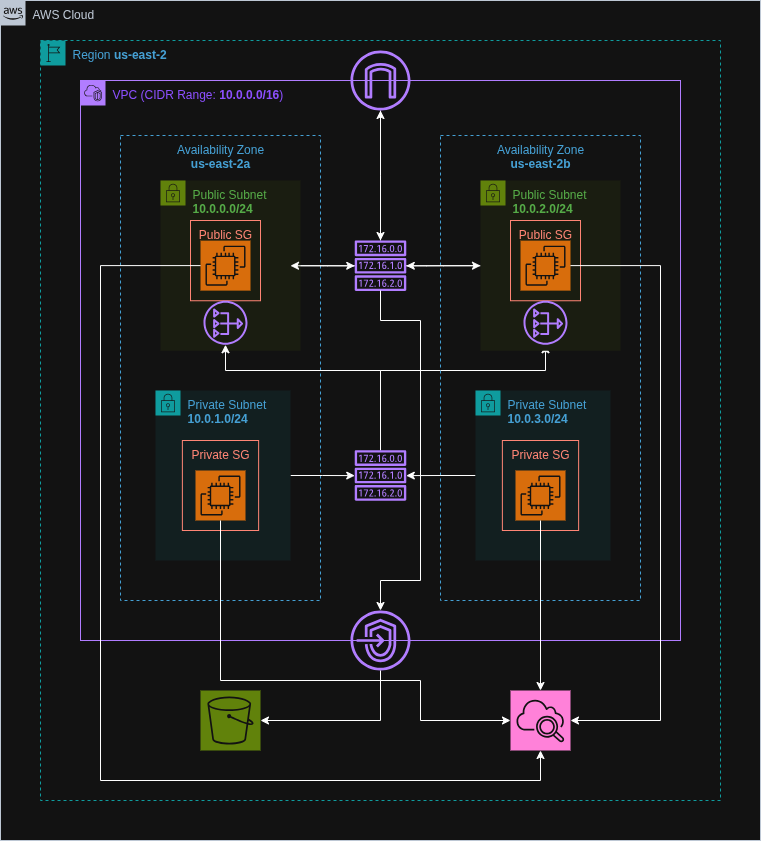 aws
AWS Cloud
Region us-east-2
VPC (CIDR Range: 10.0.0.0/16)
Availability Zone
us-east-2a
Availability Zone
us-east-2b
Public Subnet
10.0.0.0/24
Public Subnet
10.0.2.0/24
Public SG
Public SG
172.16.0.0
172.16.1.0
172.16.2.0
Private Subnet
10.0.1.0/24
Private Subnet
10.0.3.0/24
Private SG
Private SG
172.16.0.0
172.16.1.0
172.16.2.0